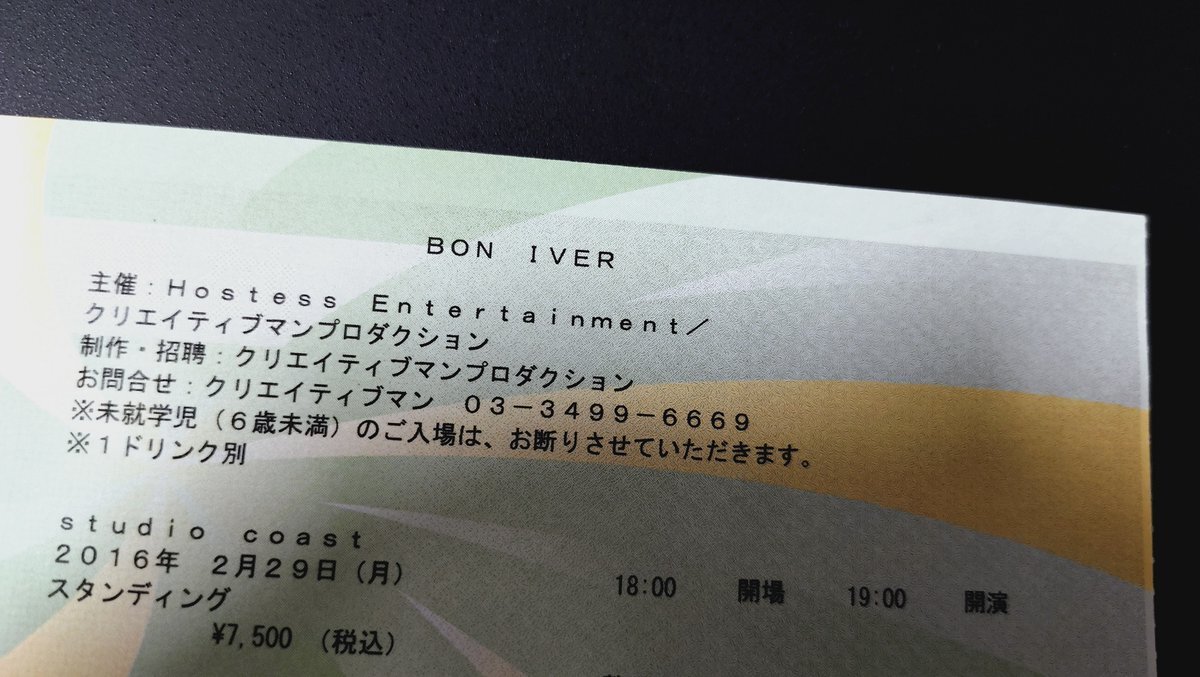 BON IVER
主催：Hostess Entertainment／
クリエイティブマンプロダクション
制作・招聘：クリエイティブマンプロダクション
お問合せ：クリエイティブマン 03－3499－6669
※未就学児（6歳未満）のご入場は、お断りさせていただきます。
※1ドリンク別
studio coast
2016年 2月29日（月） 18:00 開場 19:00 開演
スタンディング
¥7,500 (税込)